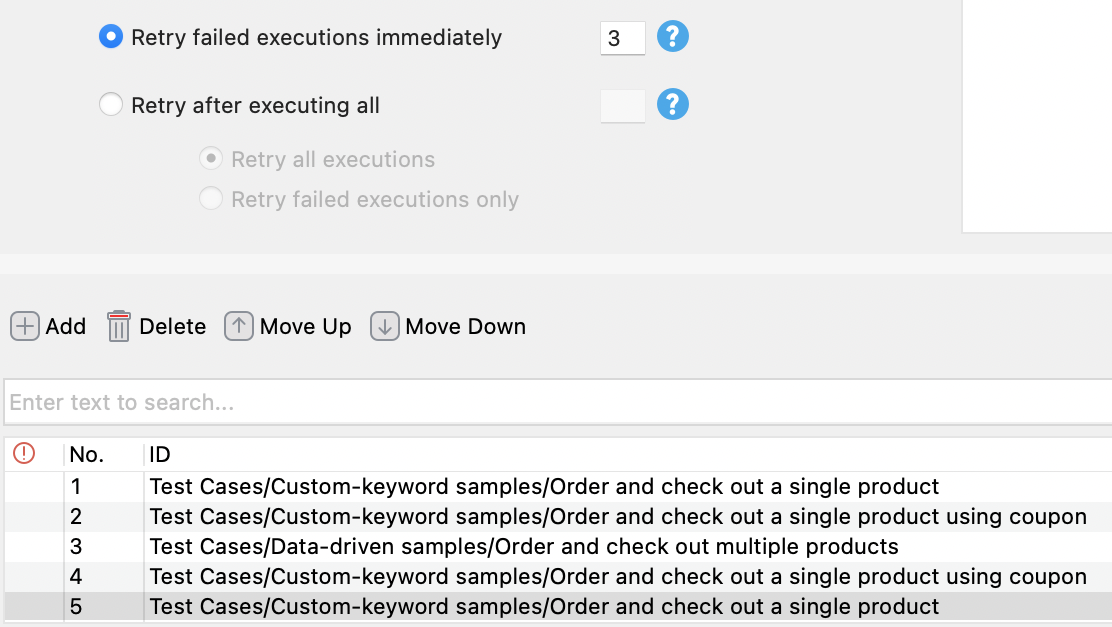 Retry failed executions immediately 3 ?
Retry after executing all ?
Retry all executions
Retry failed executions only
Add Delete Move Up Move Down
Enter text to search...
! No. ID
1 Test Cases/Custom-keyword samples/Order and check out a single product
2 Test Cases/Custom-keyword samples/Order and check out a single product using coupon
3 Test Cases/Data-driven samples/Order and check out multiple products
4 Test Cases/Custom-keyword samples/Order and check out a single product using coupon
5 Test Cases/Custom-keyword samples/Order and check out a single product